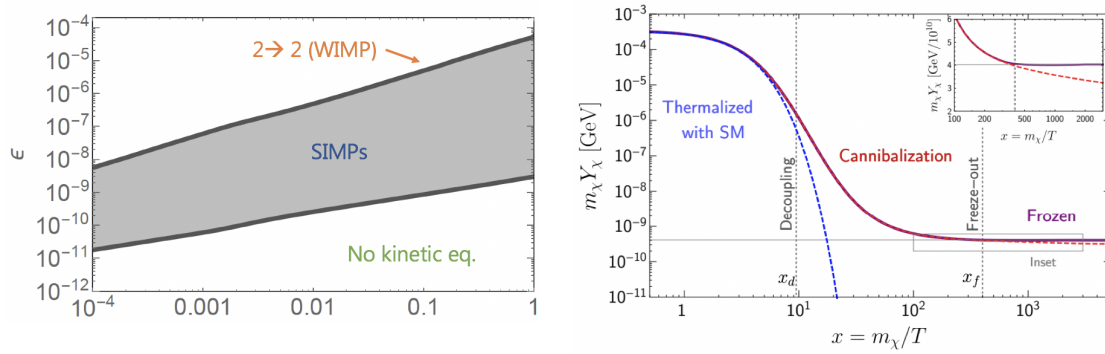 ϵ
10⁻⁴
10⁻⁵
10⁻⁶
10⁻⁷
10⁻⁸
10⁻⁹
10⁻¹⁰
10⁻¹¹
10⁻¹²
2→ 2 (WIMP)
SIMPs
No kinetic eq.
10⁻⁴
0.001
0.01
0.1
1
m_χY_χ [GeV]
10⁻³
10⁻⁴
10⁻⁵
10⁻⁶
10⁻⁷
10⁻⁸
10⁻⁹
10⁻¹⁰
10⁻¹¹
Thermalized
with SM
Decoupling
Cannibalization
Freeze-out
Frozen
Inset
x_d
x_f
1
10¹
10²
10³
x = m_χ/T
m_χY_χ [GeV/10¹⁰]
6
5
4
3
2
100
200
500
1000
2000
x = m_χ/T